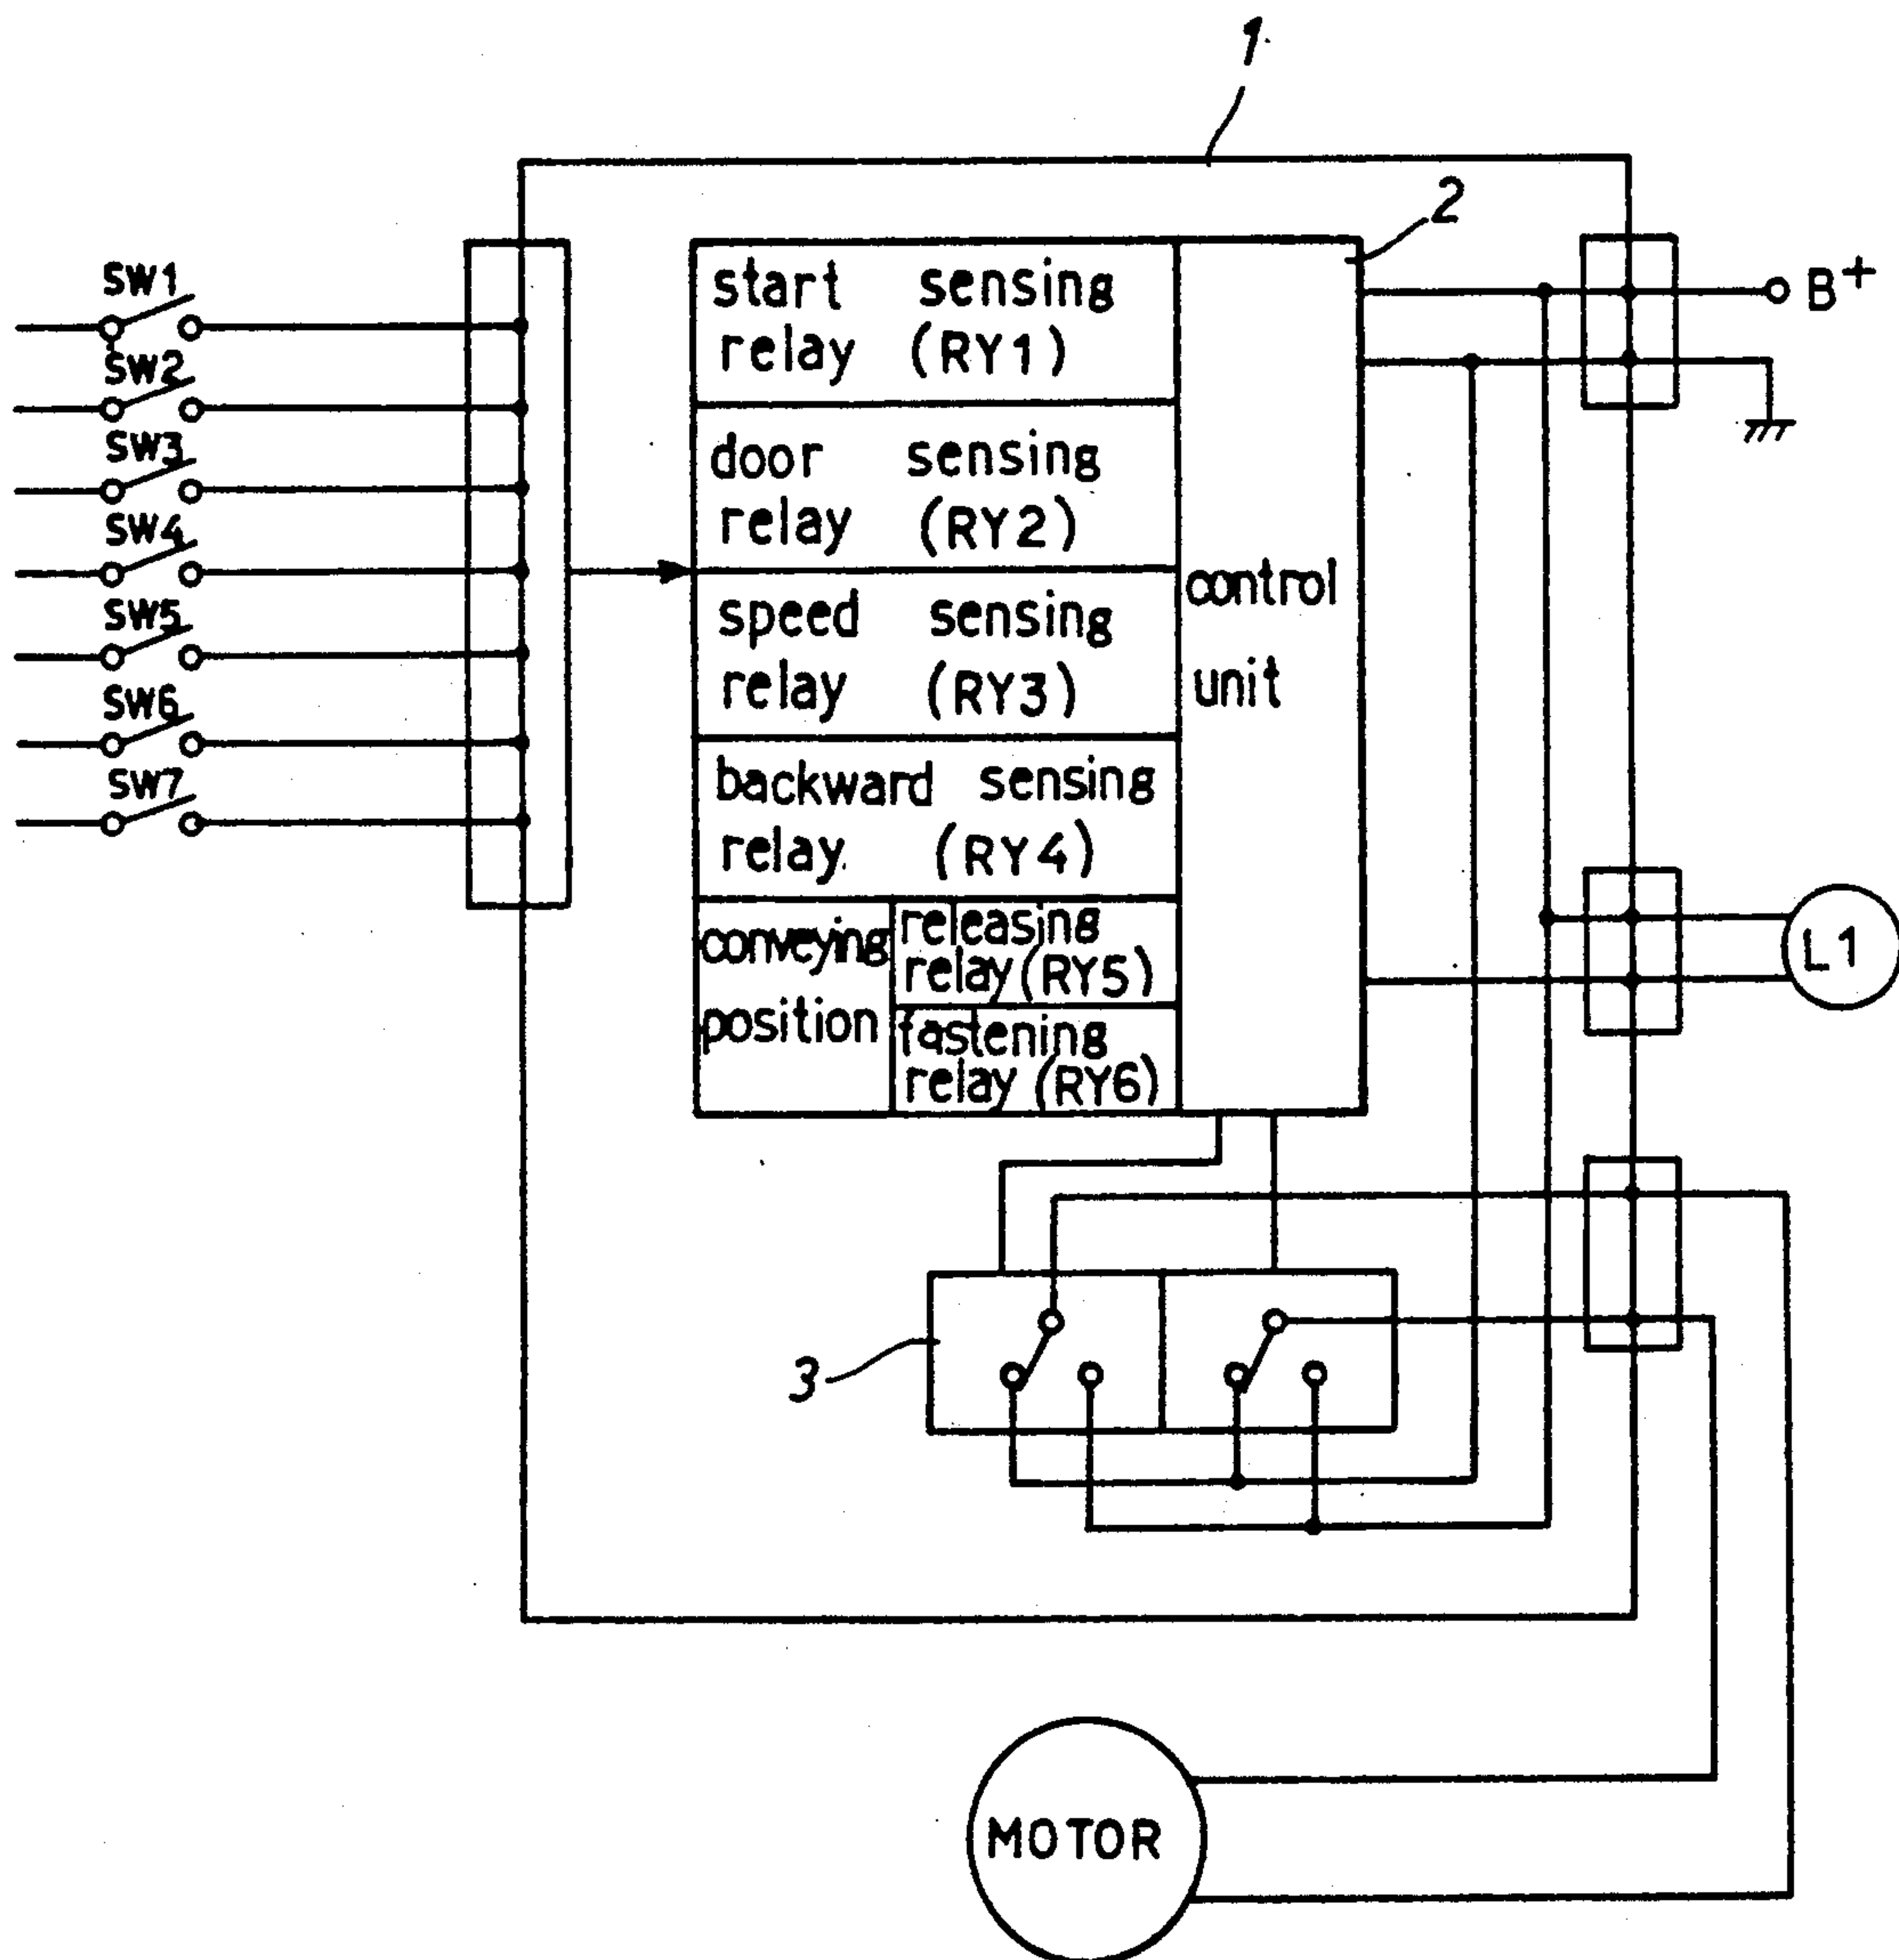 1
2
SW1
SW2
SW3
SW4
SW5
SW6
SW7
start sensing
relay (RY1)
door sensing
relay (RY2)
speed sensing
relay (RY3)
backward sensing
relay (RY4)
conveying
position
releasing
relay (RY5)
fastening
relay (RY6)
control
unit
B+
L1
3
MOTOR